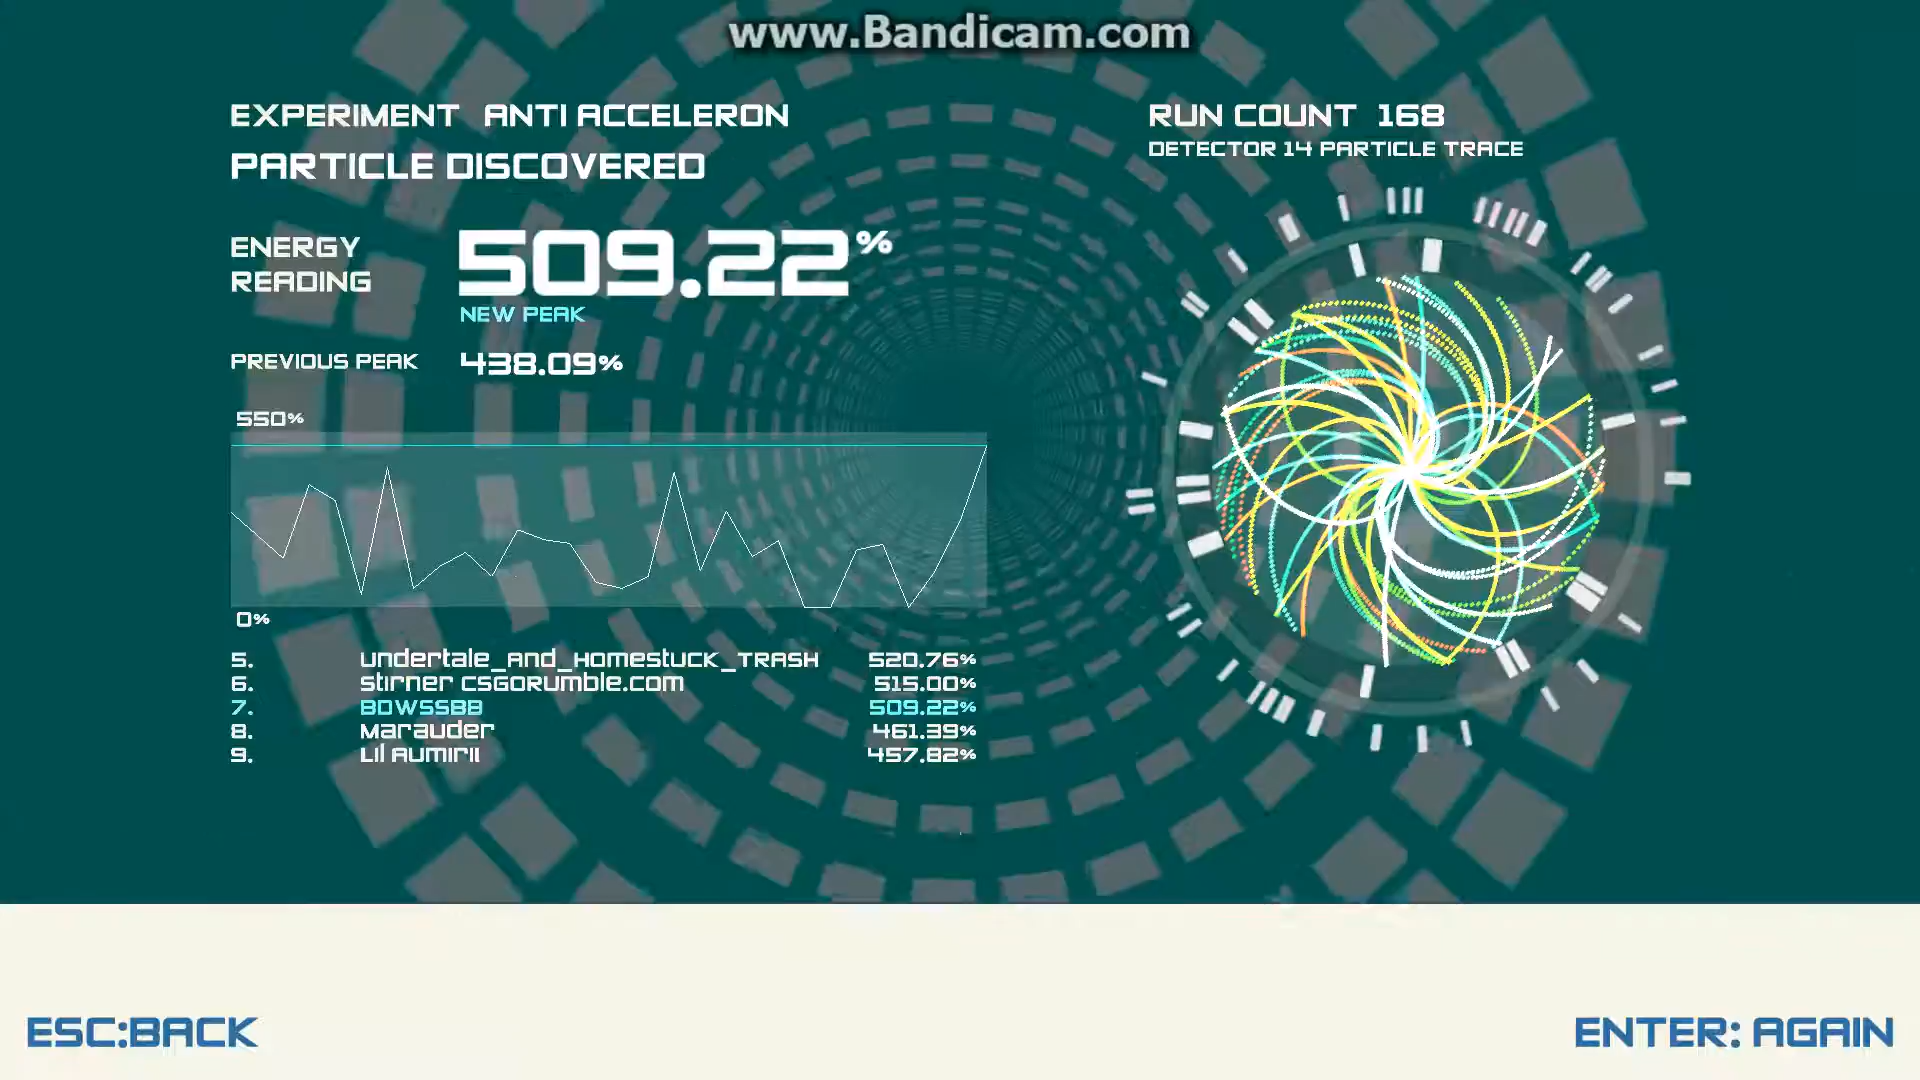 www.Bandicam.com
EXPERIMENT ANTI ACCELERON
PARTICLE DISCOVERED
ENERGY READING 509.22%
NEW PEAK
PREVIOUS PEAK 438.09%
550%
0%
5. undertale_and_homestuck_trash 520.76%
6. stirner csgorumble.com 515.00%
7. BDWSSBB 509.22%
8. Marauder 461.39%
9. Lil Aumirii 457.82%
RUN COUNT 168
DETECTOR 14 PARTICLE TRACE
ESC:BACK
ENTER: AGAIN